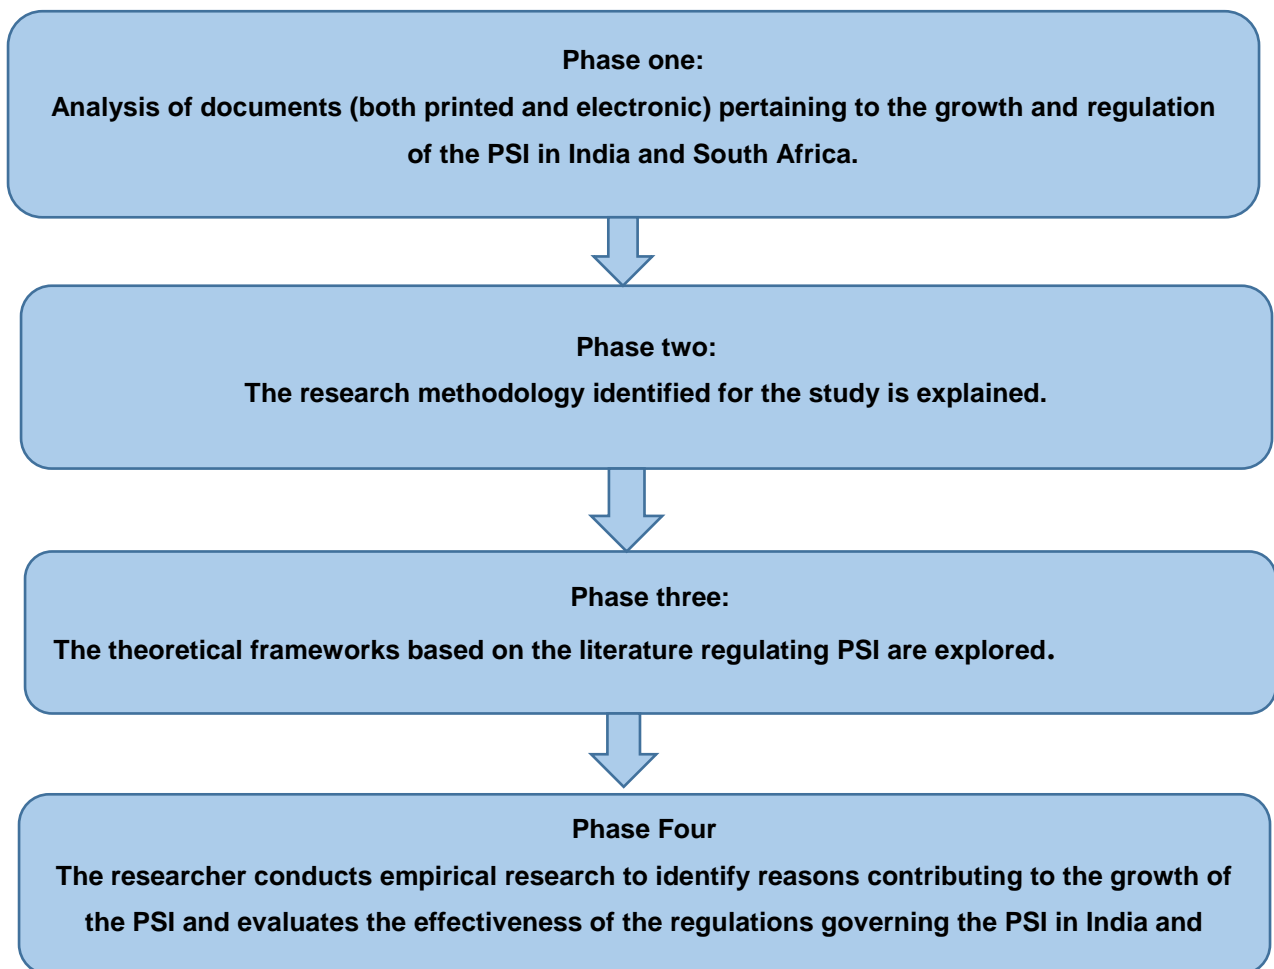 Phase one:
Analysis of documents (both printed and electronic) pertaining to the growth and regulation
of the PSI in India and South Africa.
Phase two:
The research methodology identified for the study is explained.
Phase three:
The theoretical frameworks based on the literature regulating PSI are explored.
Phase Four
The researcher conducts empirical research to identify reasons contributing to the growth of
the PSI and evaluates the effectiveness of the regulations governing the PSI in India and